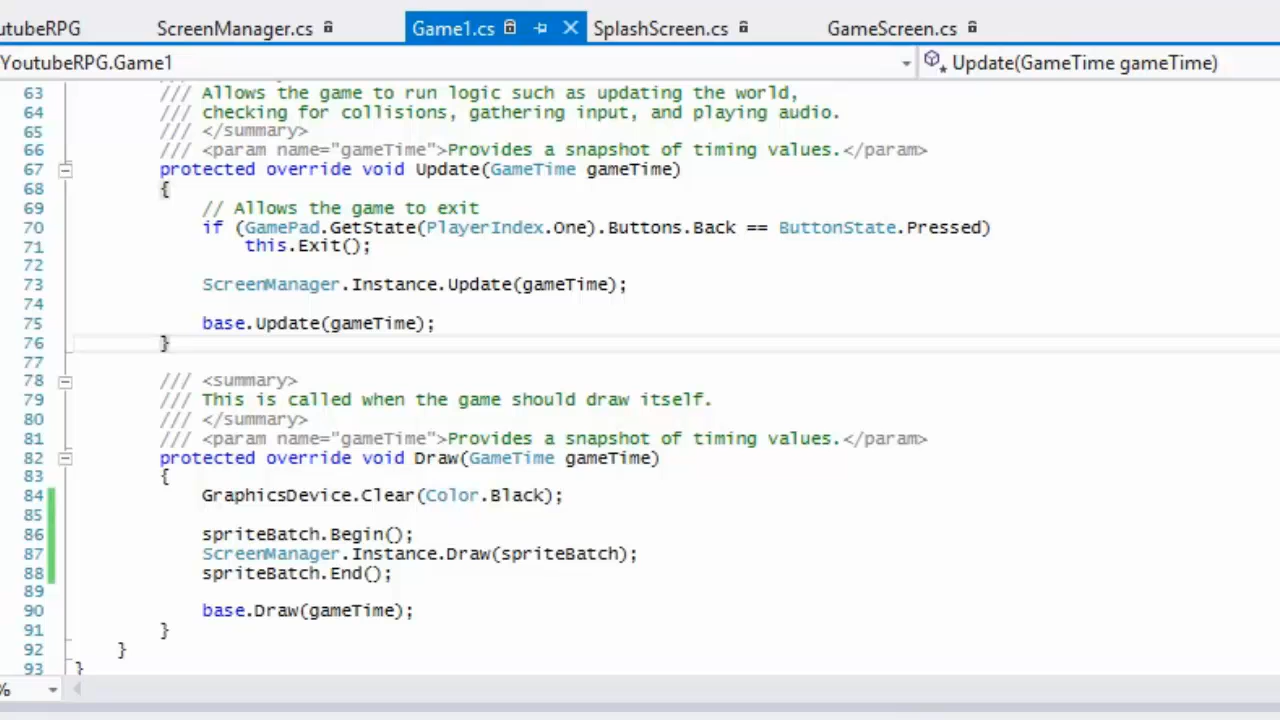 utubeRPG ScreenManager.cs Game1.cs SplashScreen.cs GameScreen.cs
YoutubeRPG.Game1 Update(GameTime gameTime)
63 /// Allows the game to run logic such as updating the world,
64 /// checking for collisions, gathering input, and playing audio.
65 /// </summary>
66 /// <param name="gameTime">Provides a snapshot of timing values.</param>
67 protected override void Update(GameTime gameTime)
68 {
69 // Allows the game to exit
70 if (GamePad.GetState(PlayerIndex.One).Buttons.Back == ButtonState.Pressed)
71 this.Exit();
72
73 ScreenManager.Instance.Update(gameTime);
74
75 base.Update(gameTime);
76 }
77
78 /// <summary>
79 /// This is called when the game should draw itself.
80 /// </summary>
81 /// <param name="gameTime">Provides a snapshot of timing values.</param>
82 protected override void Draw(GameTime gameTime)
83 {
84 GraphicsDevice.Clear(Color.Black);
85
86 spriteBatch.Begin();
87 ScreenManager.Instance.Draw(spriteBatch);
88 spriteBatch.End();
89
90 base.Draw(gameTime);
91 }
92 }
93 }
%